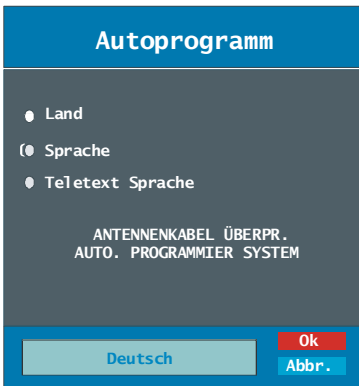 Autoprogramm
Land
Sprache
Teletext Sprache
ANTENNENKABEL ÜBERPR.
AUTO. PROGRAMMIER SYSTEM
Deutsch
Ok
Abbr.